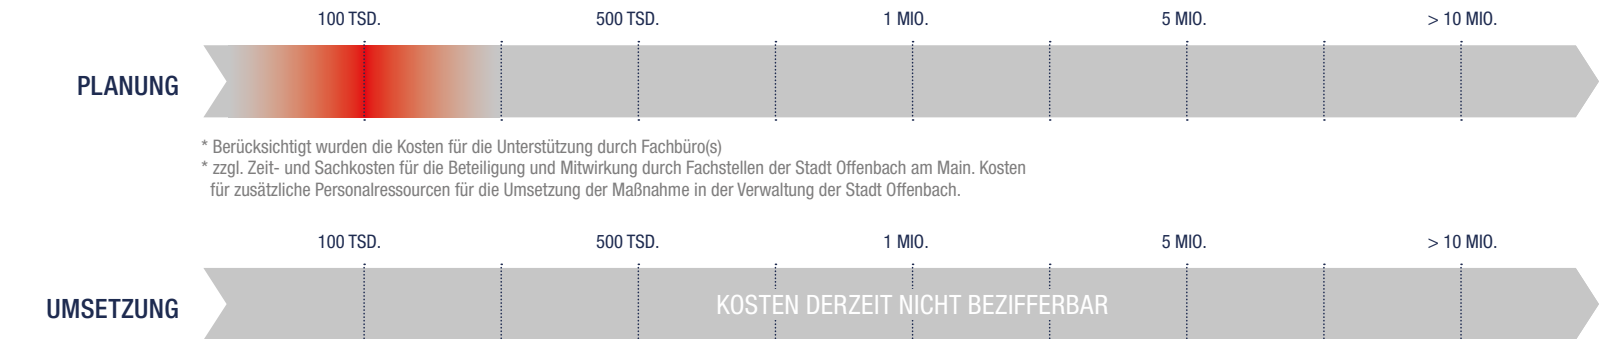 100 TSD. 500 TSD. 1 MIO. 5 MIO. > 10 MIO.
PLANUNG
* Berücksichtigt wurden die Kosten für die Unterstützung durch Fachbüro(s)
* zzgl. Zeit- und Sachkosten für die Beteiligung und Mitwirkung durch Fachstellen der Stadt Offenbach am Main. Kosten
für zusätzliche Personalressourcen für die Umsetzung der Maßnahme in der Verwaltung der Stadt Offenbach.
100 TSD. 500 TSD. 1 MIO. 5 MIO. > 10 MIO.
UMSETZUNG KOSTEN DERZEIT NICHT BEZIFFERBAR